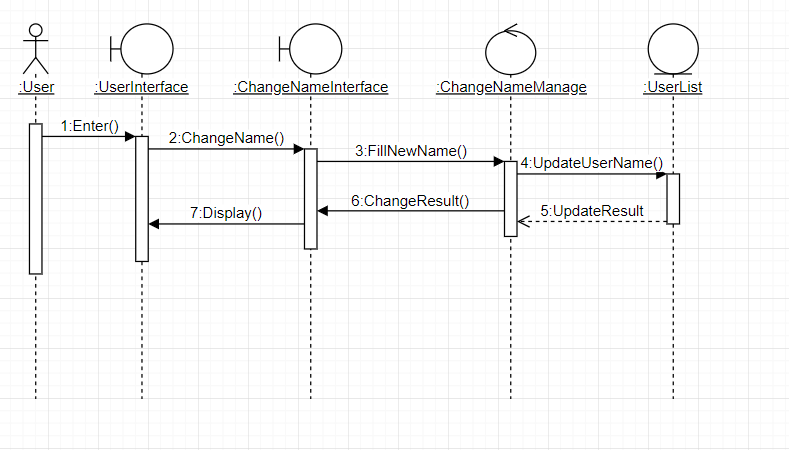 :User
:UserInterface
:ChangeNameInterface
:ChangeNameManage
:UserList
1:Enter()
2:ChangeName()
3:FillNewName()
4:UpdateUserName()
5:UpdateResult
6:ChangeResult()
7:Display()